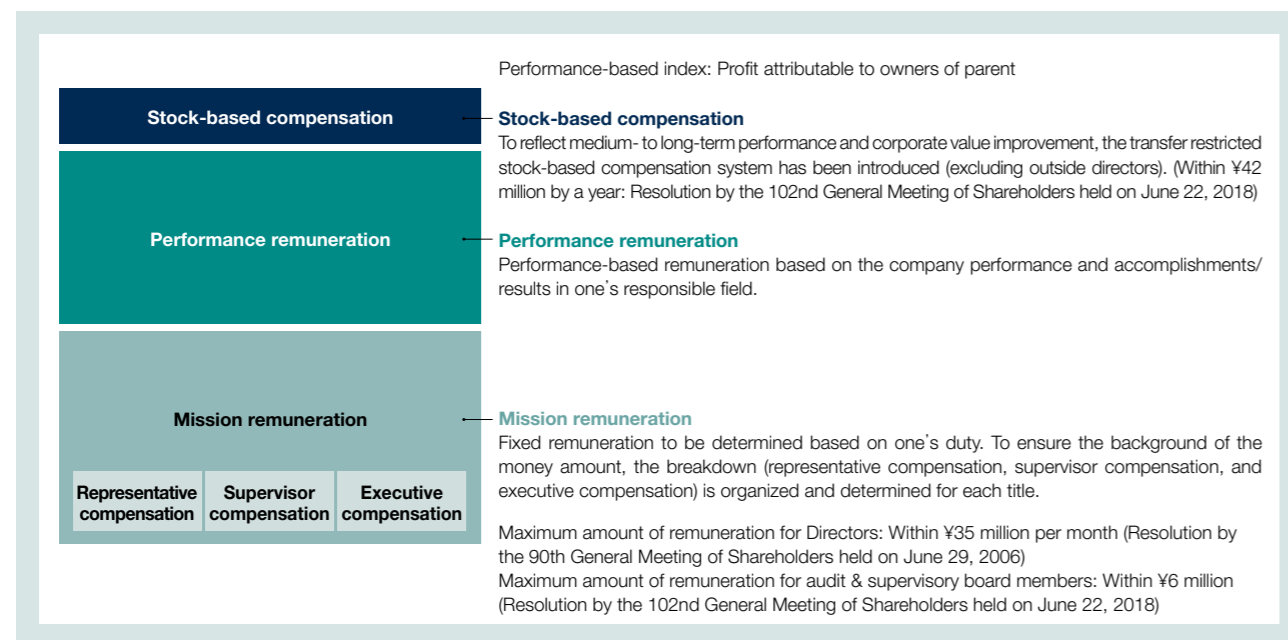 Performance-based index: Profit attributable to owners of parent
Stock-based compensation
Stock-based compensation
To reflect medium- to long-term performance and corporate value improvement, the transfer restricted
stock-based compensation system has been introduced (excluding outside directors). (Within ¥42
million by a year: Resolution by the 102nd General Meeting of Shareholders held on June 22, 2018)
Performance remuneration
Performance remuneration
Performance-based remuneration based on the company performance and accomplishments/
results in one's responsible field.
Mission remuneration
Representative
compensation
Supervisor
compensation
Executive
compensation
Mission remuneration
Fixed remuneration to be determined based on one's duty. To ensure the background of the
money amount, the breakdown (representative compensation, supervisor compensation, and
executive compensation) is organized and determined for each title.
Maximum amount of remuneration for Directors: Within ¥35 million per month (Resolution by
the 90th General Meeting of Shareholders held on June 29, 2006)
Maximum amount of remuneration for audit & supervisory board members: Within ¥6 million
(Resolution by the 102nd General Meeting of Shareholders held on June 22, 2018)